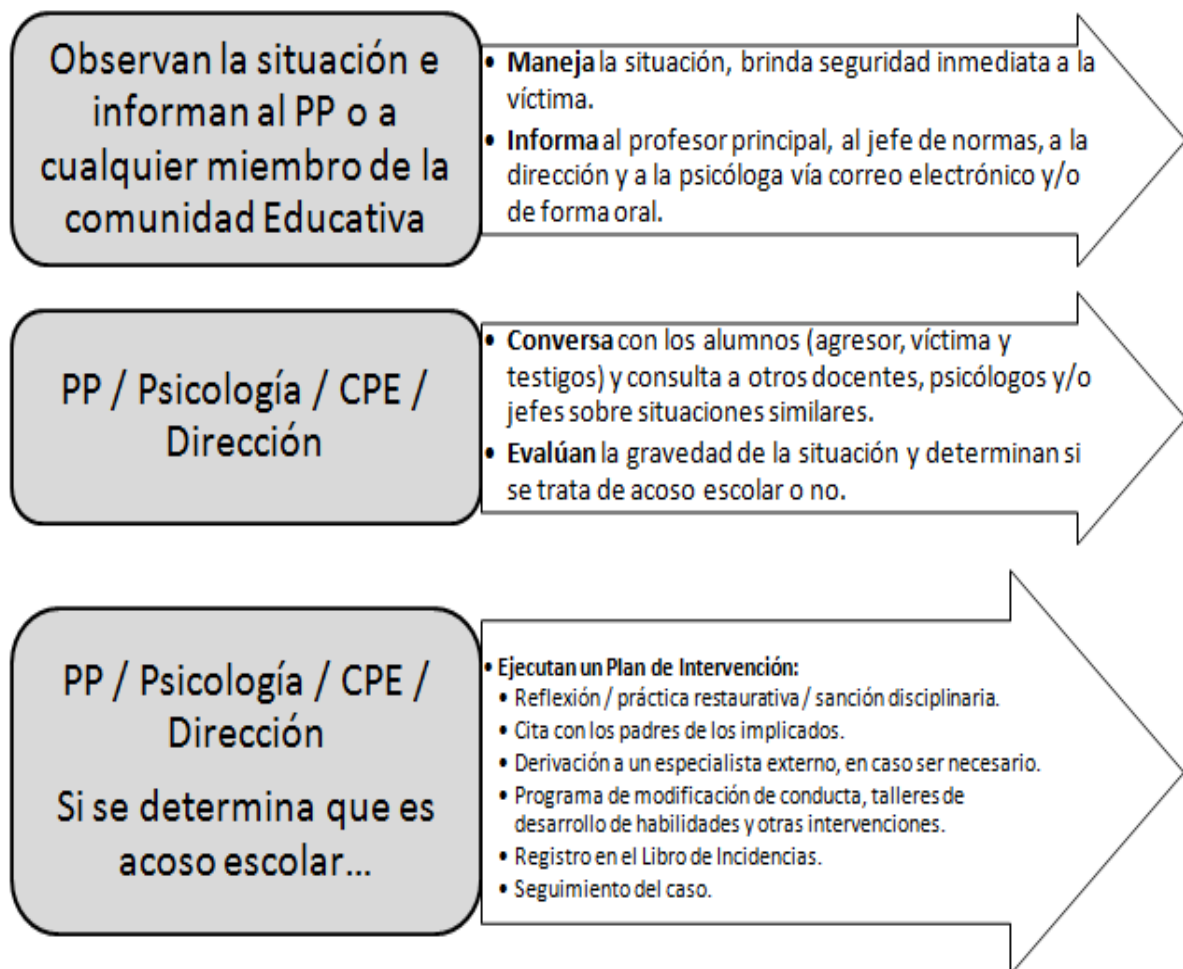 Observan la situación e
informan al PP o a
cualquier miembro de la
comunidad Educativa
• Maneja la situación, brinda seguridad inmediata a la
víctima.
• Informa al profesor principal, al jefe de normas, a la
dirección y a la psicóloga vía correo electrónico y/o
de forma oral.
PP / Psicología / CPE /
Dirección
• Conversa con los alumnos (agresor, víctima y
testigos) y consulta a otros docentes, psicólogos y/o
jefes sobre situaciones similares.
• Evalúan la gravedad de la situación y determinan si
se trata de acoso escolar o no.
PP / Psicología / CPE /
Dirección
Si se determina que es
acoso escolar...
• Ejecutan un Plan de Intervención:
• Reflexión / práctica restaurativa / sanción disciplinaria.
• Cita con los padres de los implicados.
• Derivación a un especialista externo, en caso ser necesario.
• Programa de modificación de conducta, talleres de
desarrollo de habilidades y otras intervenciones.
• Registro en el Libro de Incidencias.
• Seguimiento del caso.